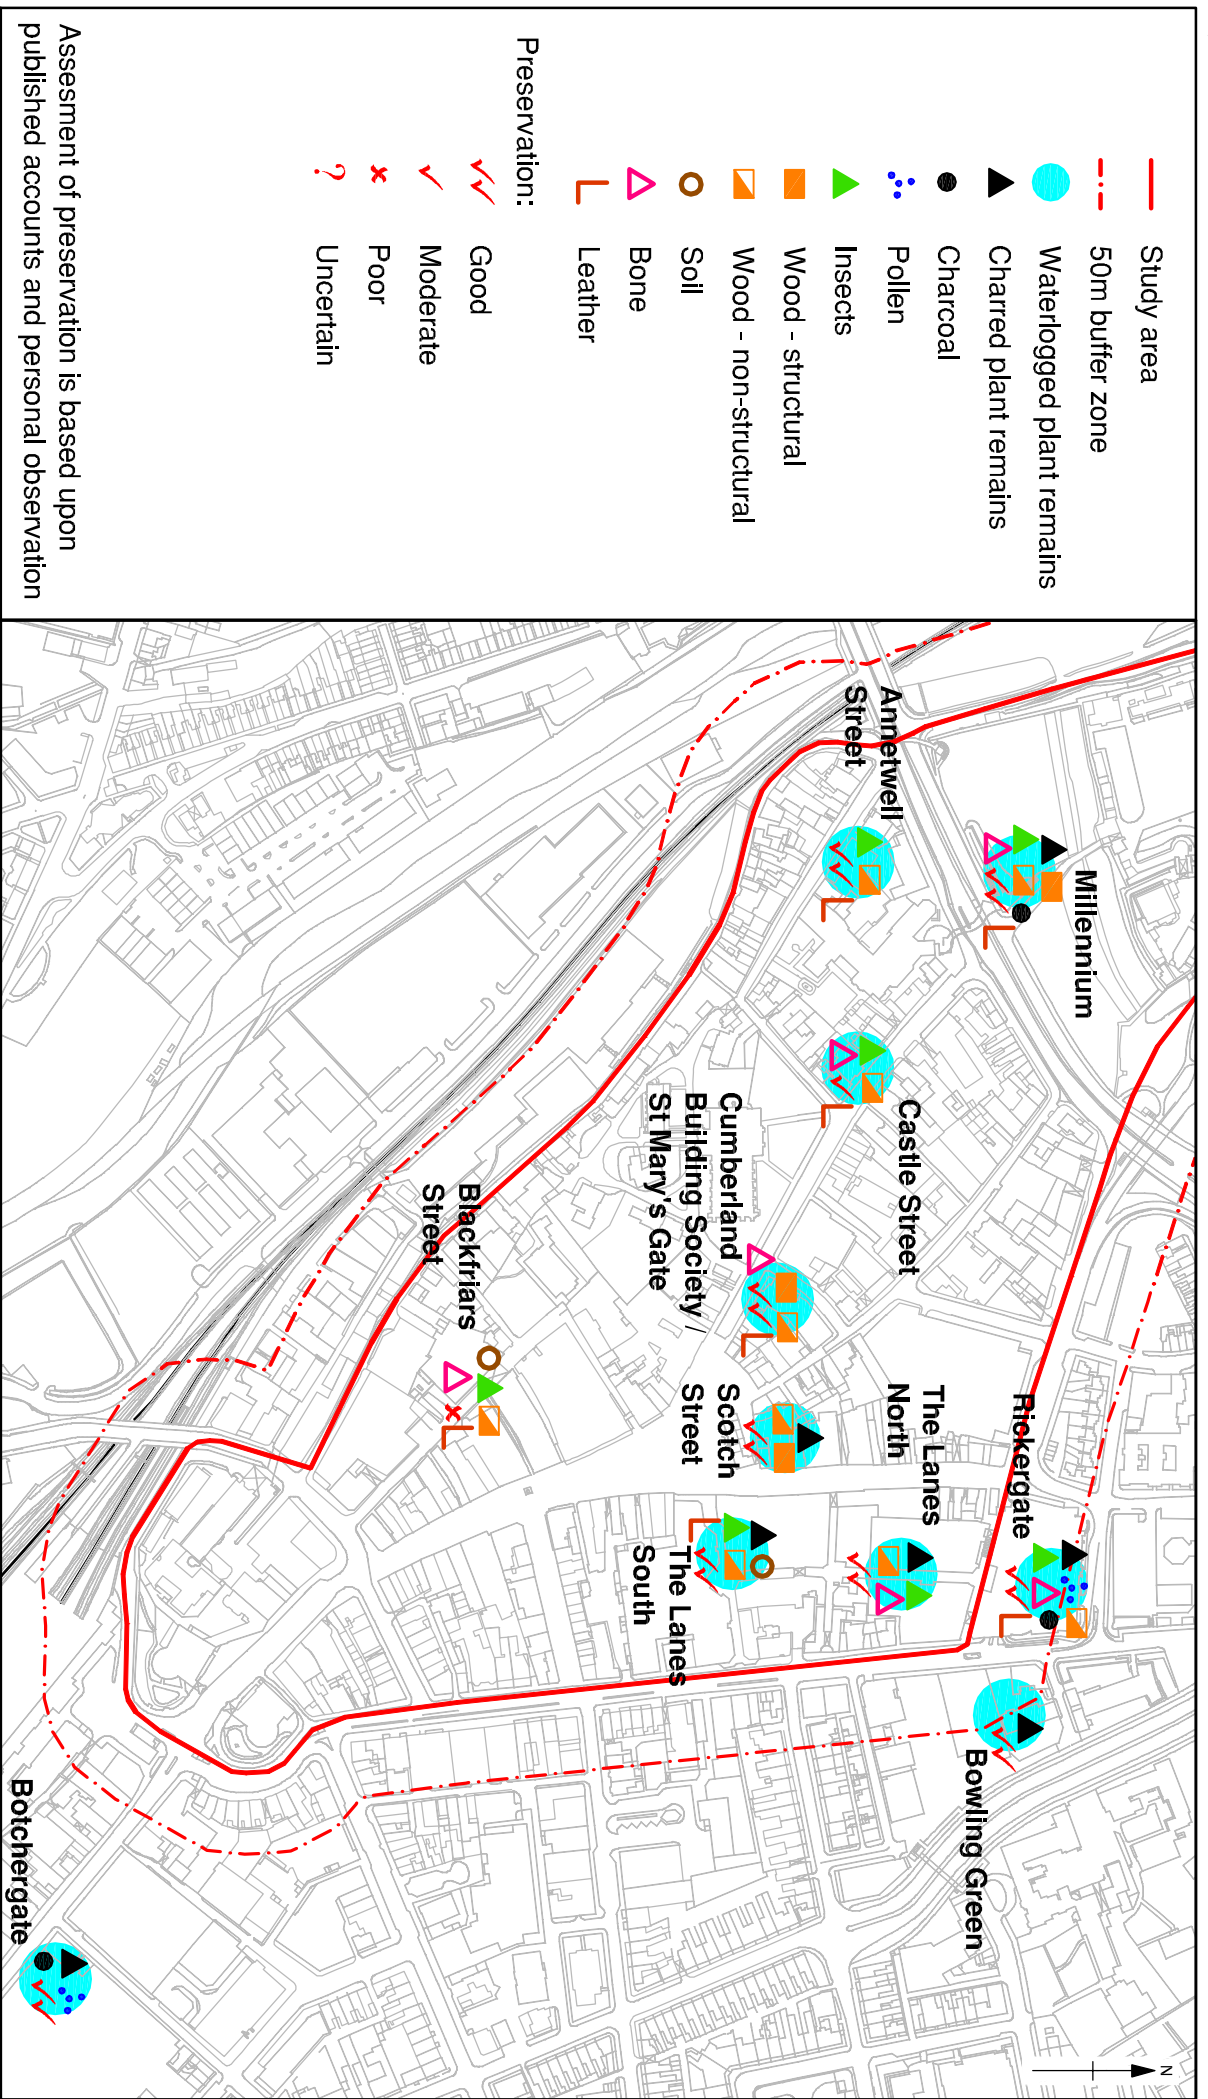 Study area
50m buffer zone
Waterlogged plant remains
Charred plant remains
Charcoal
Pollen
Insects
Wood - structural
Wood - non-structural
Soil
Bone
Leather
Preservation:
Good
Moderate
Poor
? Uncertain
Assesment of preservation is based upon
published accounts and personal observation
Millennium
Annetwell
Street
Castle Street
Cumberland
Building Society /
St Mary's Gate
Blackfriars
Street
Scotch
Street
The Lanes
North
Rickergate
The Lanes
South
Bowling Green
Botchergate
N